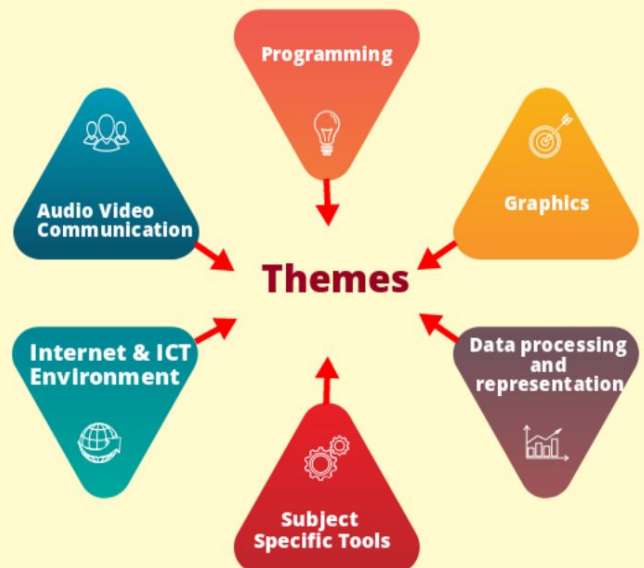 Programming
Audio Video
Communication
Graphics
Themes
Internet & ICT
Environment
Data processing
and
representation
Subject
Specific Tools